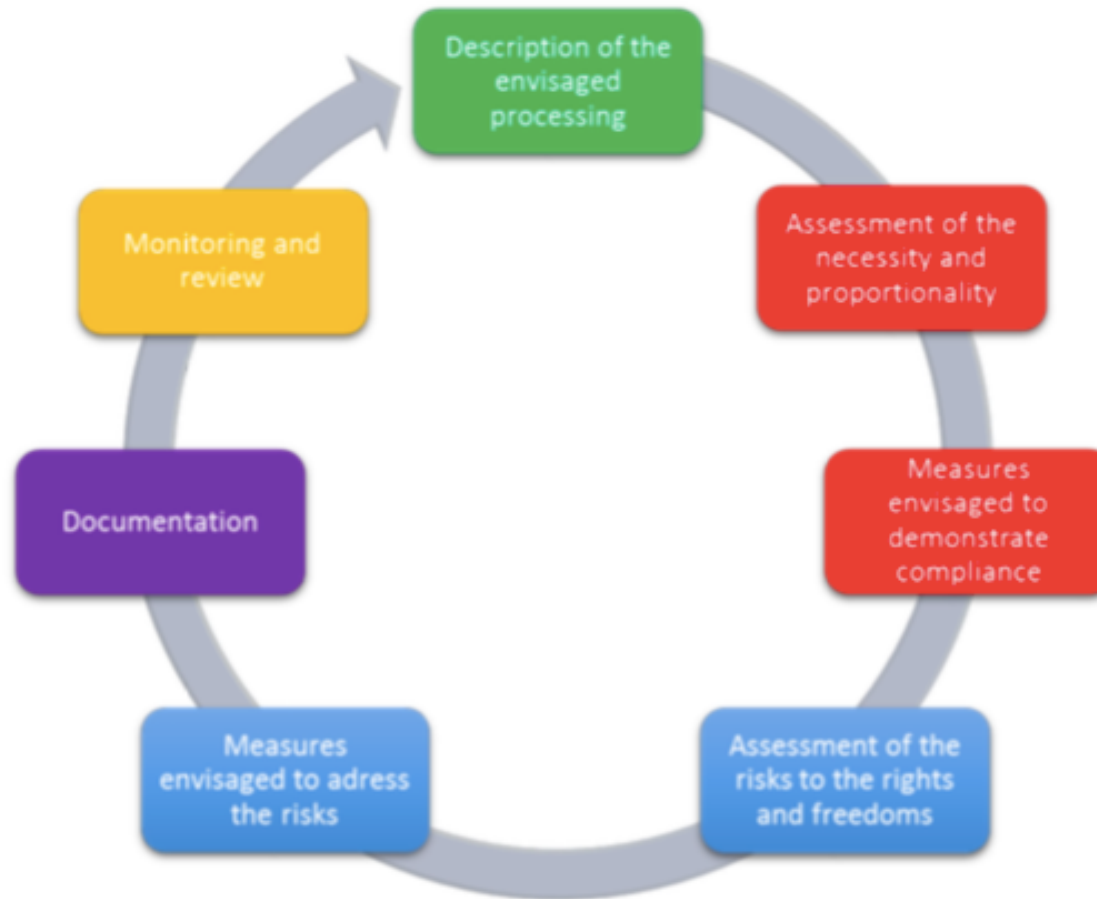 Description of the
envisaged
processing
Assessment of the
necessity and
proportionality
Measures
envisaged to
demonstrate
compliance
Assessment of the
risks to the rights
and freedoms
Measures
envisaged to adress
the risks
Documentation
Monitoring and
review